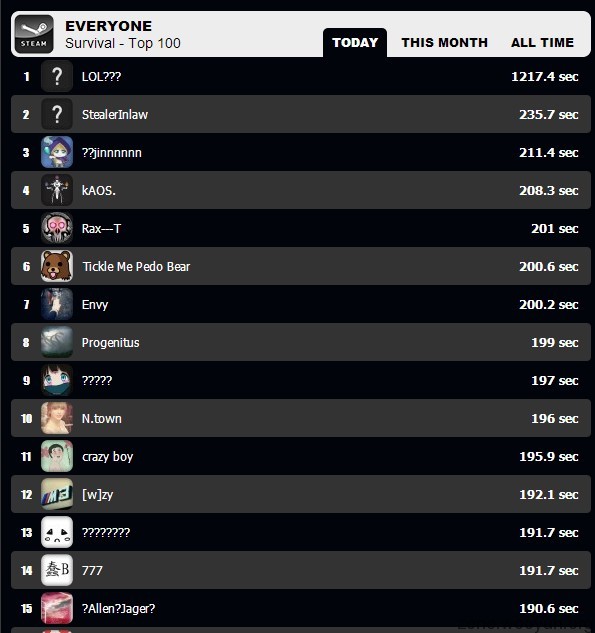 STEAM
EVERYONE
Survival - Top 100
TODAY THIS MONTH ALL TIME
1 ? LOL??? 1217.4 sec
2 ? StealerInlaw 235.7 sec
3 ??jinnnnnn 211.4 sec
4 kAOS. 208.3 sec
5 Rax---T 201 sec
6 Tickle Me Pedo Bear 200.6 sec
7 Envy 200.2 sec
8 Progenitus 199 sec
9 ????? 197 sec
10 N.town 196 sec
11 crazy boy 195.9 sec
12 [w]zy 192.1 sec
13 ???????? 191.7 sec
14 蠢B 777 191.7 sec
15 ?Allen?Jager? 190.6 sec